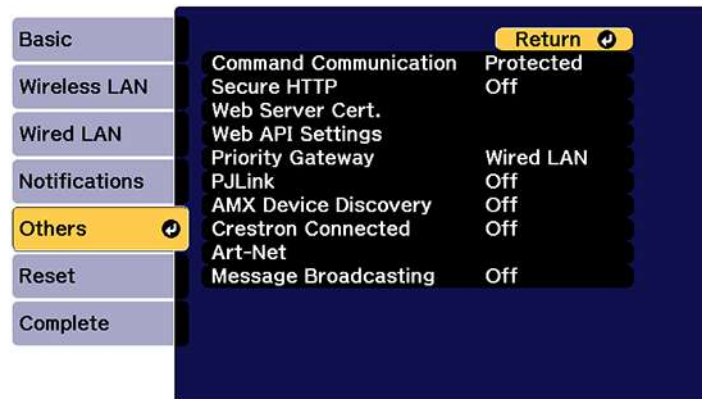 Basic
Wireless LAN
Wired LAN
Notifications
Others
Reset
Complete
Return
Command Communication Protected
Secure HTTP Off
Web Server Cert.
Web API Settings
Priority Gateway Wired LAN
PJLink Off
AMX Device Discovery Off
Crestron Connected Off
Art-Net
Message Broadcasting Off